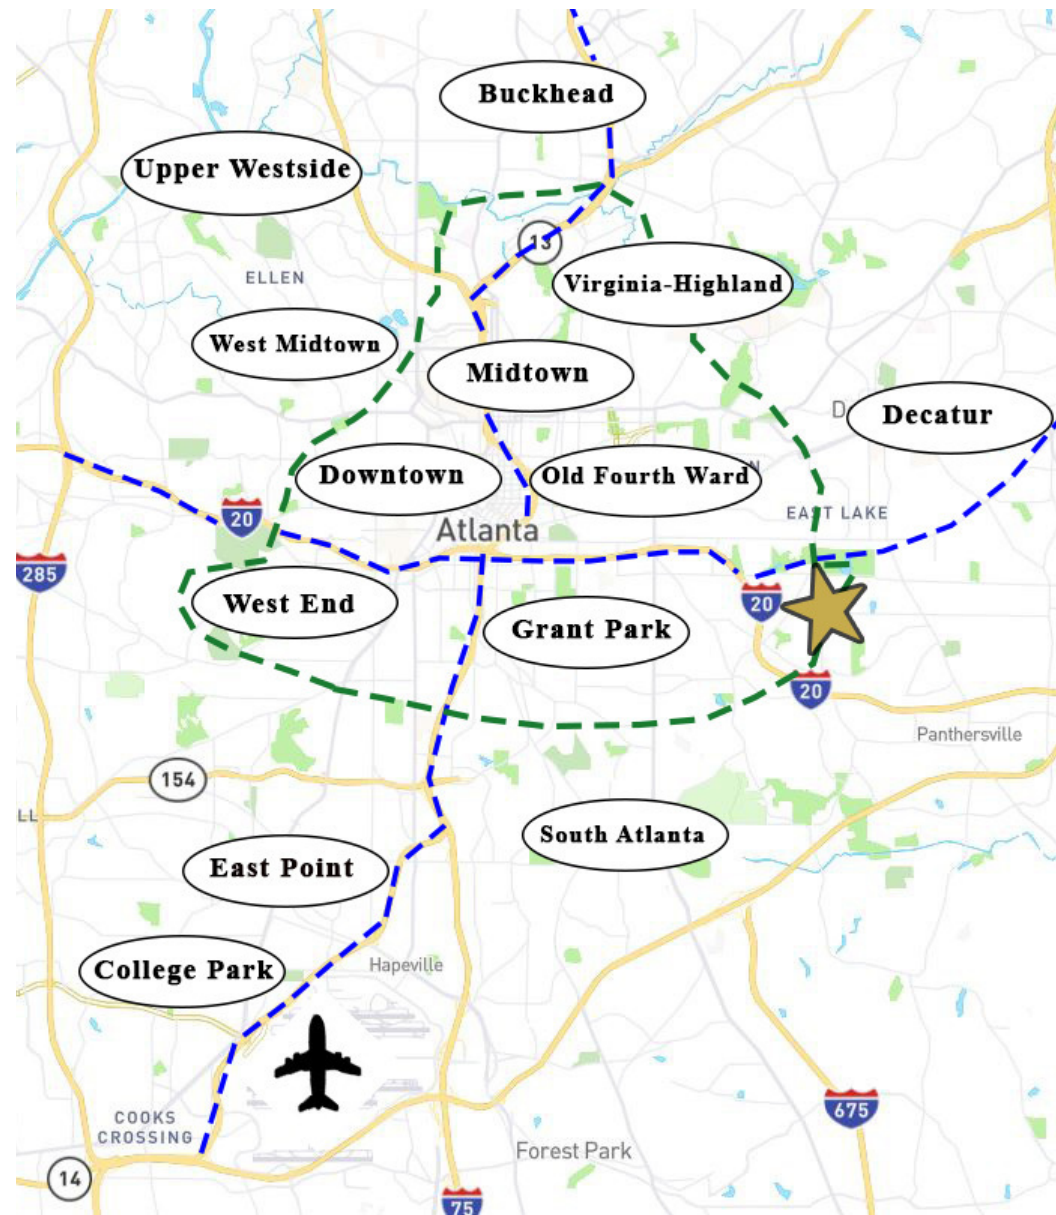 Buckhead
Upper Westside
13
ELLEN
Virginia-Highland
West Midtown
Midtown
D
Decatur
Downtown
Old Fourth Ward
N
20
EAST LAKE
Atlanta
285
West End
20
Grant Park
20
Panthersville
154
LL
South Atlanta
East Point
College Park
Hapeville
675
COOKS
CROSSING
Forest Park
14
75